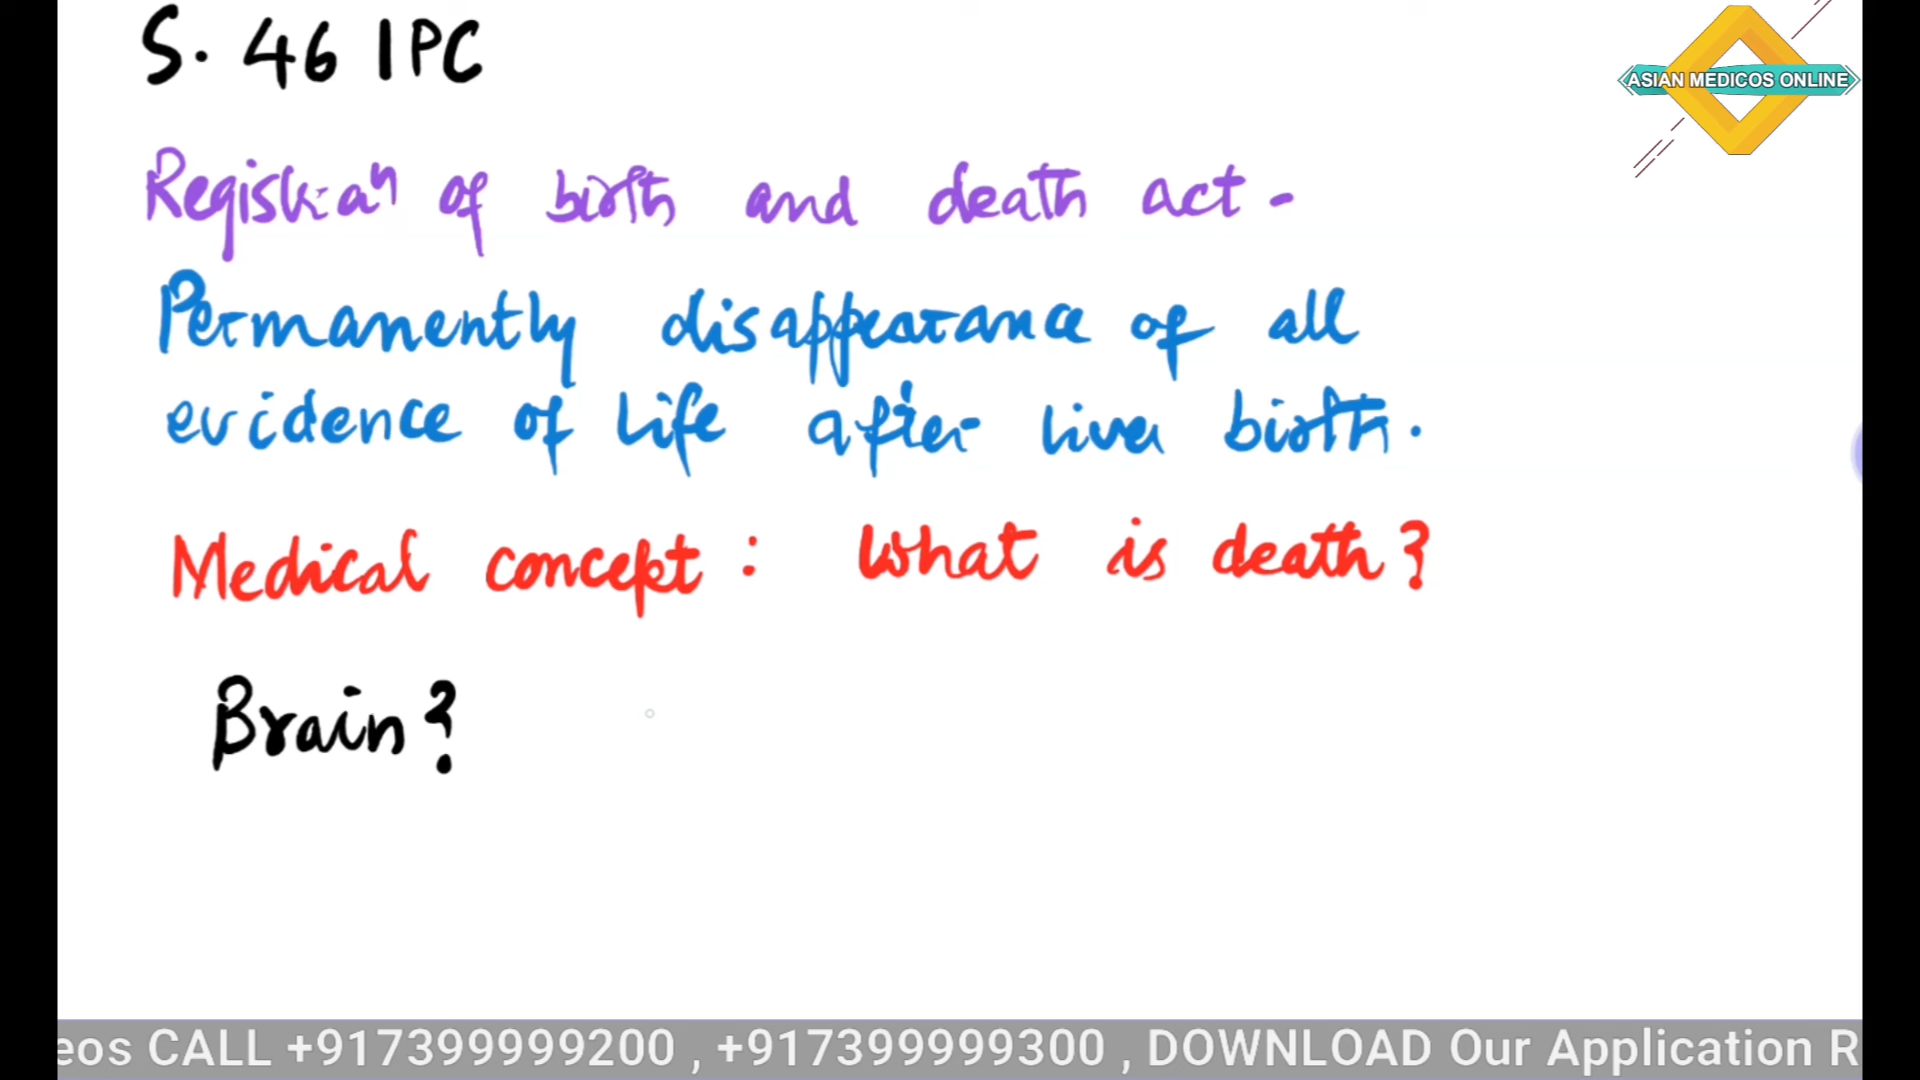 S. 46 IPC
ASIAN MEDICOS ONLINE
of birth and death act -
Permanently disappearance of all
evidence of life after live birth.
Medical concept : What is death?
Brain?
eos CALL +917399999200 , +917399999300 , DOWNLOAD Our Application R